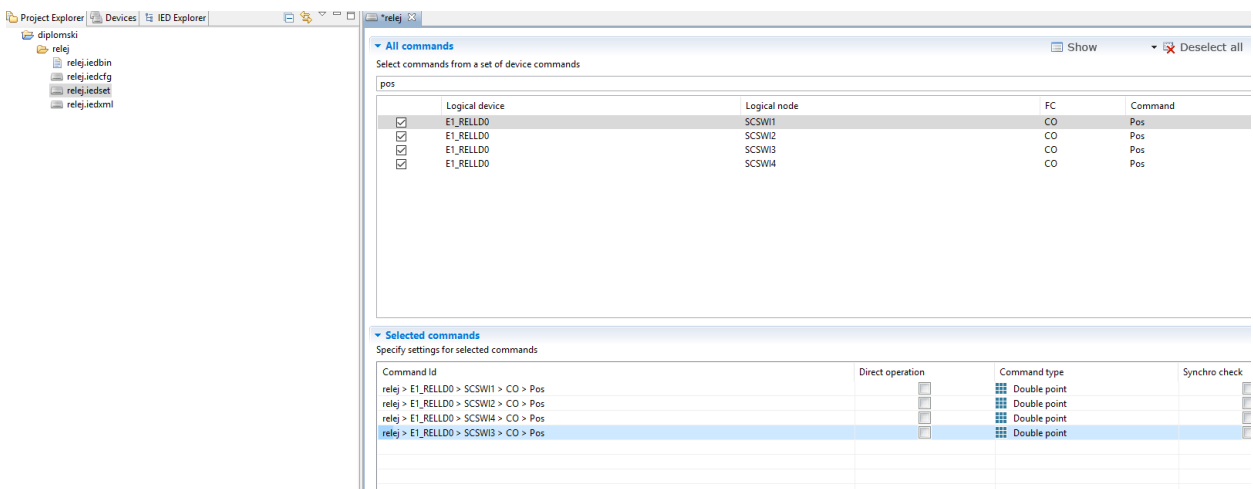 Project Explorer Devices IED Explorer
diplomski
relej
relej.iedbin
relej.iedcfg
relej.iedset
relej.iedxml
*relej
All commands Show Deselect all
Select commands from a set of device commands
pos
Logical device Logical node FC Command
E1_RELLD0 SCSWI1 CO Pos
E1_RELLD0 SCSWI2 CO Pos
E1_RELLD0 SCSWI3 CO Pos
E1_RELLD0 SCSWI4 CO Pos
Selected commands
Specify settings for selected commands
Command Id Direct operation Command type Synchro check
relej > E1_RELLD0 > SCSWI1 > CO > Pos Double point
relej > E1_RELLD0 > SCSWI2 > CO > Pos Double point
relej > E1_RELLD0 > SCSWI4 > CO > Pos Double point
relej > E1_RELLD0 > SCSWI3 > CO > Pos Double point